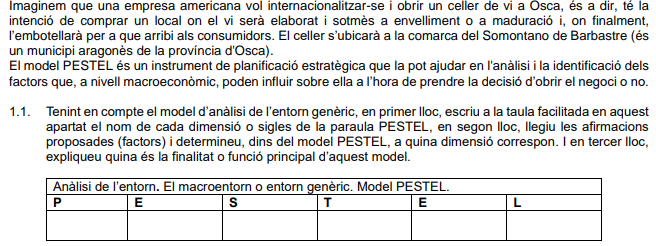 Imaginem que una empresa americana vol internacionalitzar-se i obrir un celler de vi a Osca, és a dir, té la
intenció de comprar un local on el vi serà elaborat i sotmès a envelliment o a maduració i, on finalment,
l'embotellarà per a que arribi als consumidors. El celler s'ubicarà a la comarca del Somontano de Barbastre (és
un municipi aragonès de la província d'Osca).
El model PESTEL és un instrument de planificació estratègica que la pot ajudar en l'anàlisi i la identificació dels
factors que, a nivell macroeconòmic, poden influir sobre ella a l'hora de prendre la decisió d'obrir el negoci o no.
1.1. Tenint en compte el model d'anàlisi de l'entorn genèric, en primer lloc, escriu a la taula facilitada en aquest
apartat el nom de cada dimensió o sigles de la paraula PESTEL, en segon lloc, llegiu les afirmacions
proposades (factors) i determineu, dins del model PESTEL, a quina dimensió correspon. I en tercer lloc,
expliqueu quina és la finalitat o funció principal d'aquest model.
Anàlisi de l'entorn. El macroentorn o entorn genèric. Model PESTEL.
P E S T E L